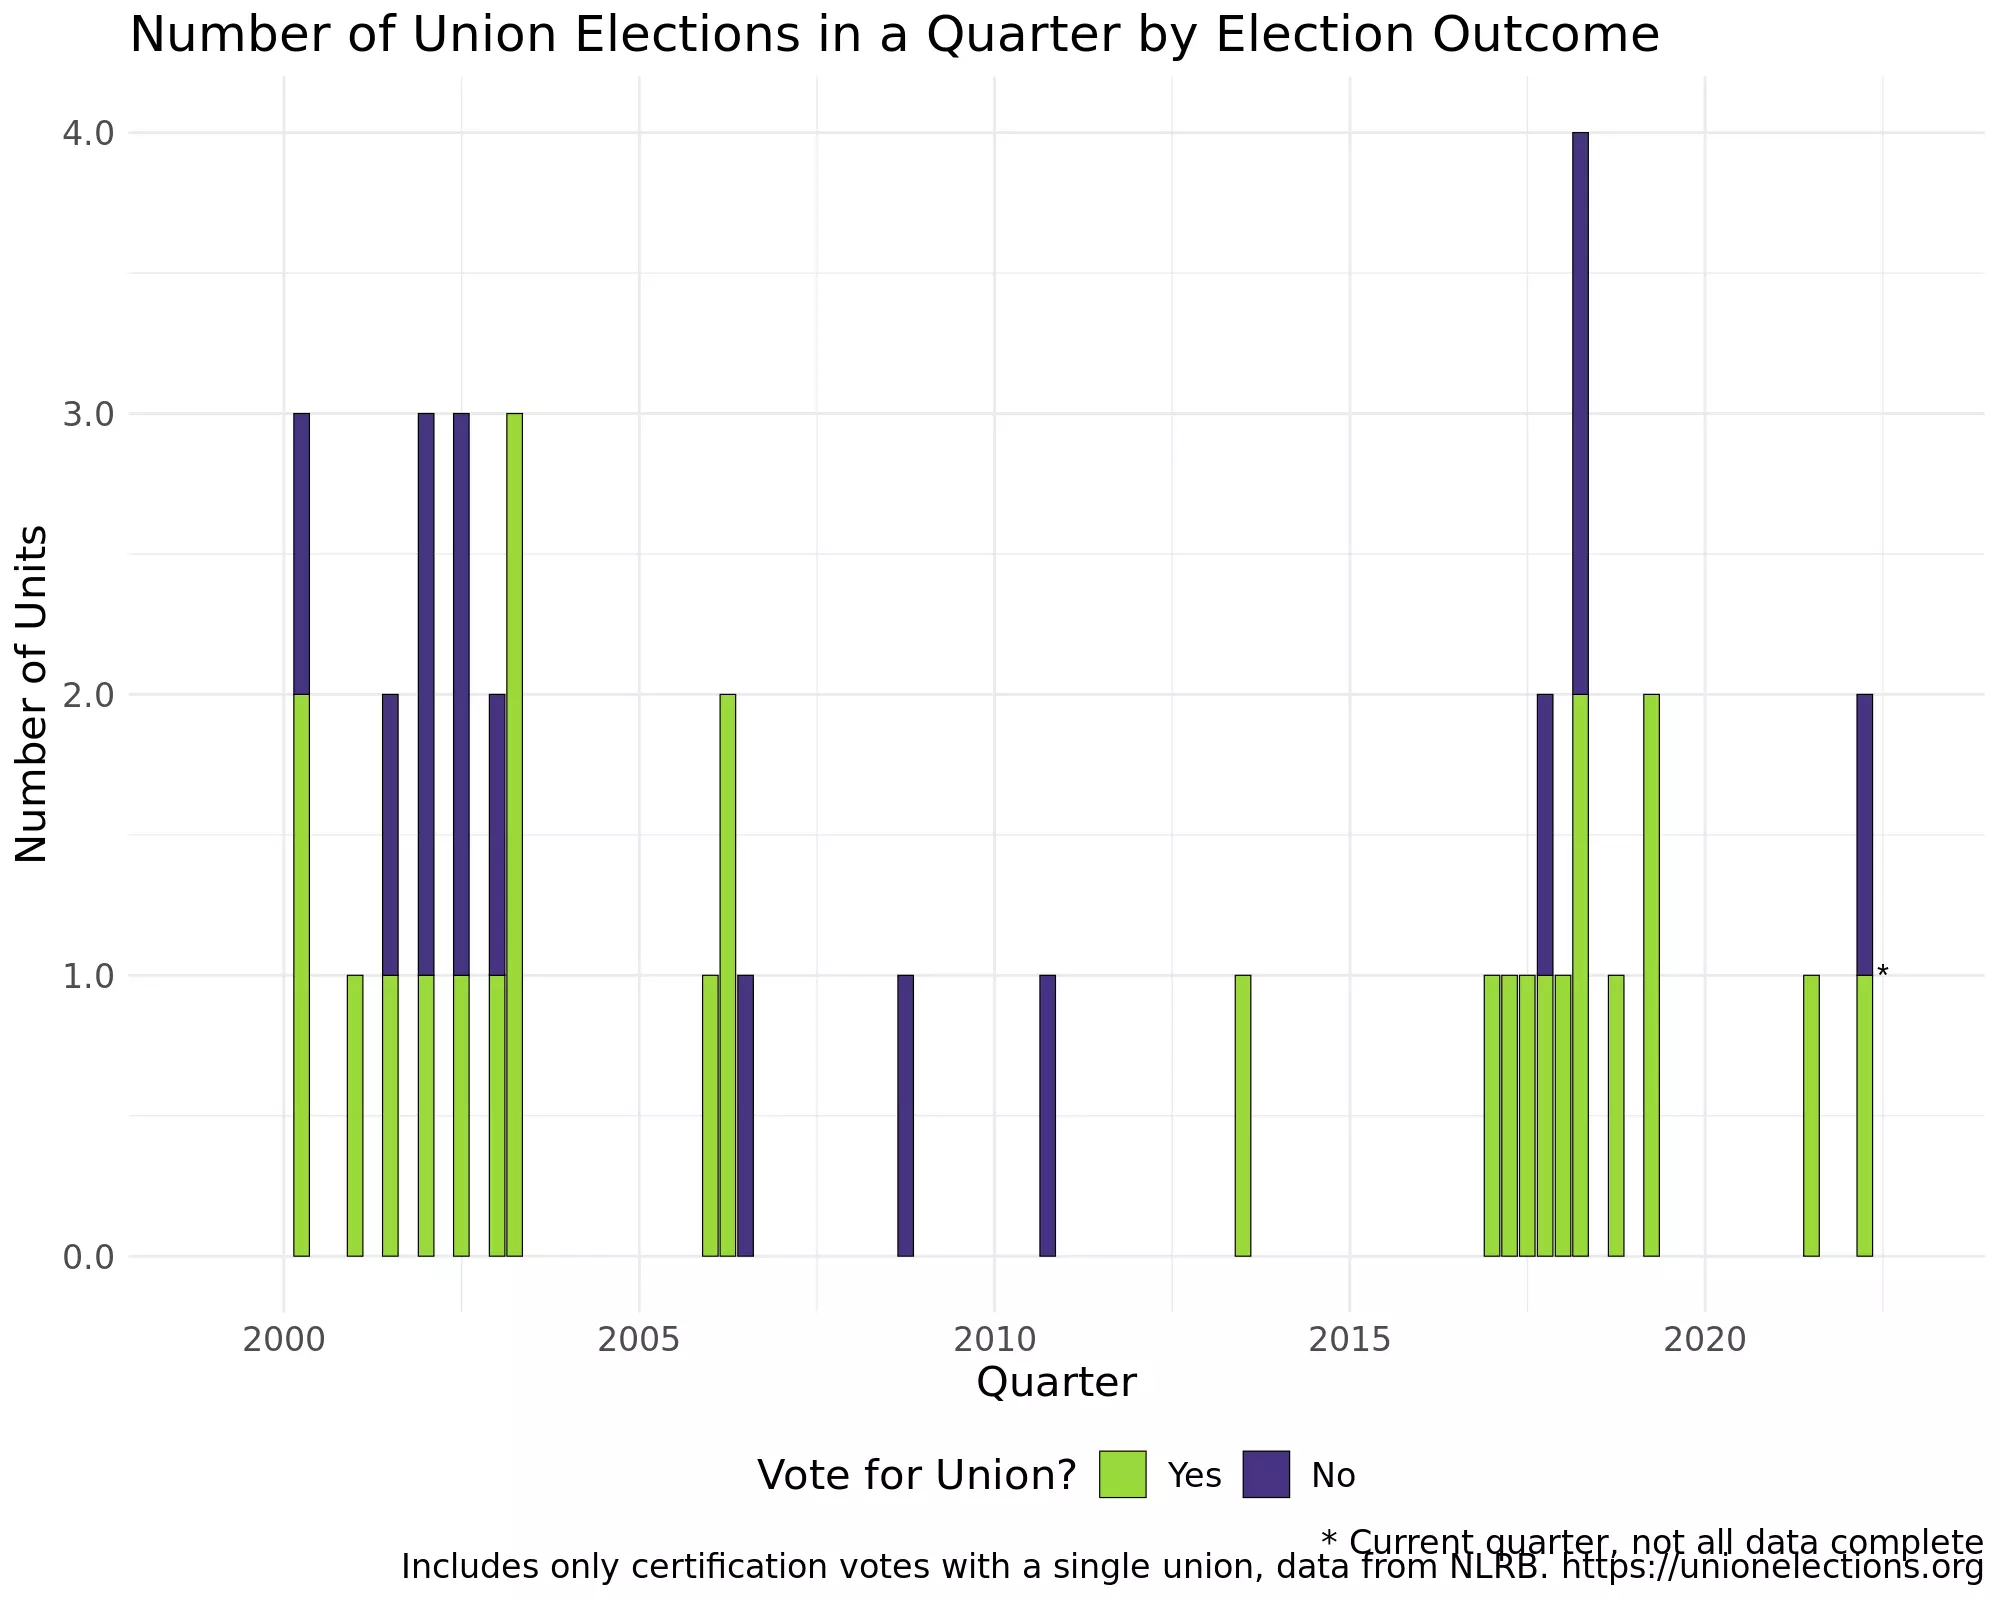 Number of Union Elections in a Quarter by Election Outcome
4.0
3.0
2.0
1.0
0.0
Number of Units
*
2000 2005 2010 2015 2020
Quarter
Vote for Union? Yes No
* Current quarter, not all data complete
Includes only certification votes with a single union, data from NLRB. https://unionelections.org